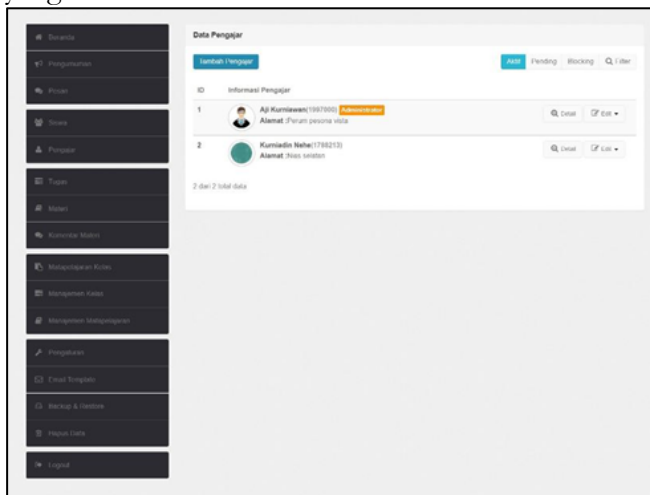 Beranda
Pengumuman
Pesan
Siswa
Pengajar
Tugas
Materi
Komentar Materi
Matapelajaran Kelas
Manajemen Kelas
Manajemen Matapelajaran
Pengaturan
Email Template
Backup & Restore
Hapus Data
Logout
Data Pengajar
Tambah Pengajar
Aktif Pending Blocking Filter
ID Informasi Pengajar
1 Aji Kurniawan Administrator
Alamat :Perum pesona vista
Detail Edit
2 Kurniadin Nehe(1788213)
Alamat :Nias selatan
Detail Edit
2 dari 2 total data